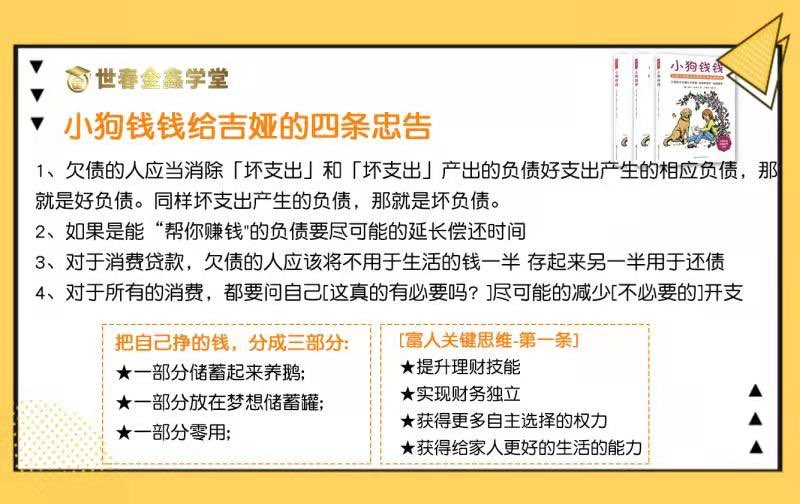 世春金鑫学堂
小狗钱钱
小狗钱钱给吉娅的四条忠告
1、欠债的人应当消除「坏支出」和「坏支出」产出的负债好支出产生的相应负债，那
就是好负债。同样坏支出产生的负债，那就是坏负债。
2、如果是能“帮你赚钱"的负债要尽可能的延长偿还时间
3、对于消费贷款，欠债的人应该将不用于生活的钱一半 存起来另一半用于还债
4、对于所有的消费，都要问自己[这真的有必要吗？]尽可能的减少[不必要的]开支
把自己挣的钱，分成三部分:
★一部分储蓄起来养鹅;
★一部分放在梦想储蓄罐;
★一部分零用;
[富人关键思维-第一条]
★提升理财技能
★实现财务独立
★获得更多自主选择的权力
★获得给家人更好的生活的能力